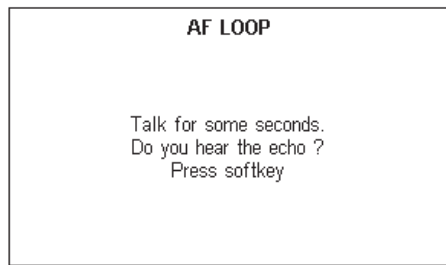 AF LOOP
Talk for some seconds.
Do you hear the echo ?
Press softkey